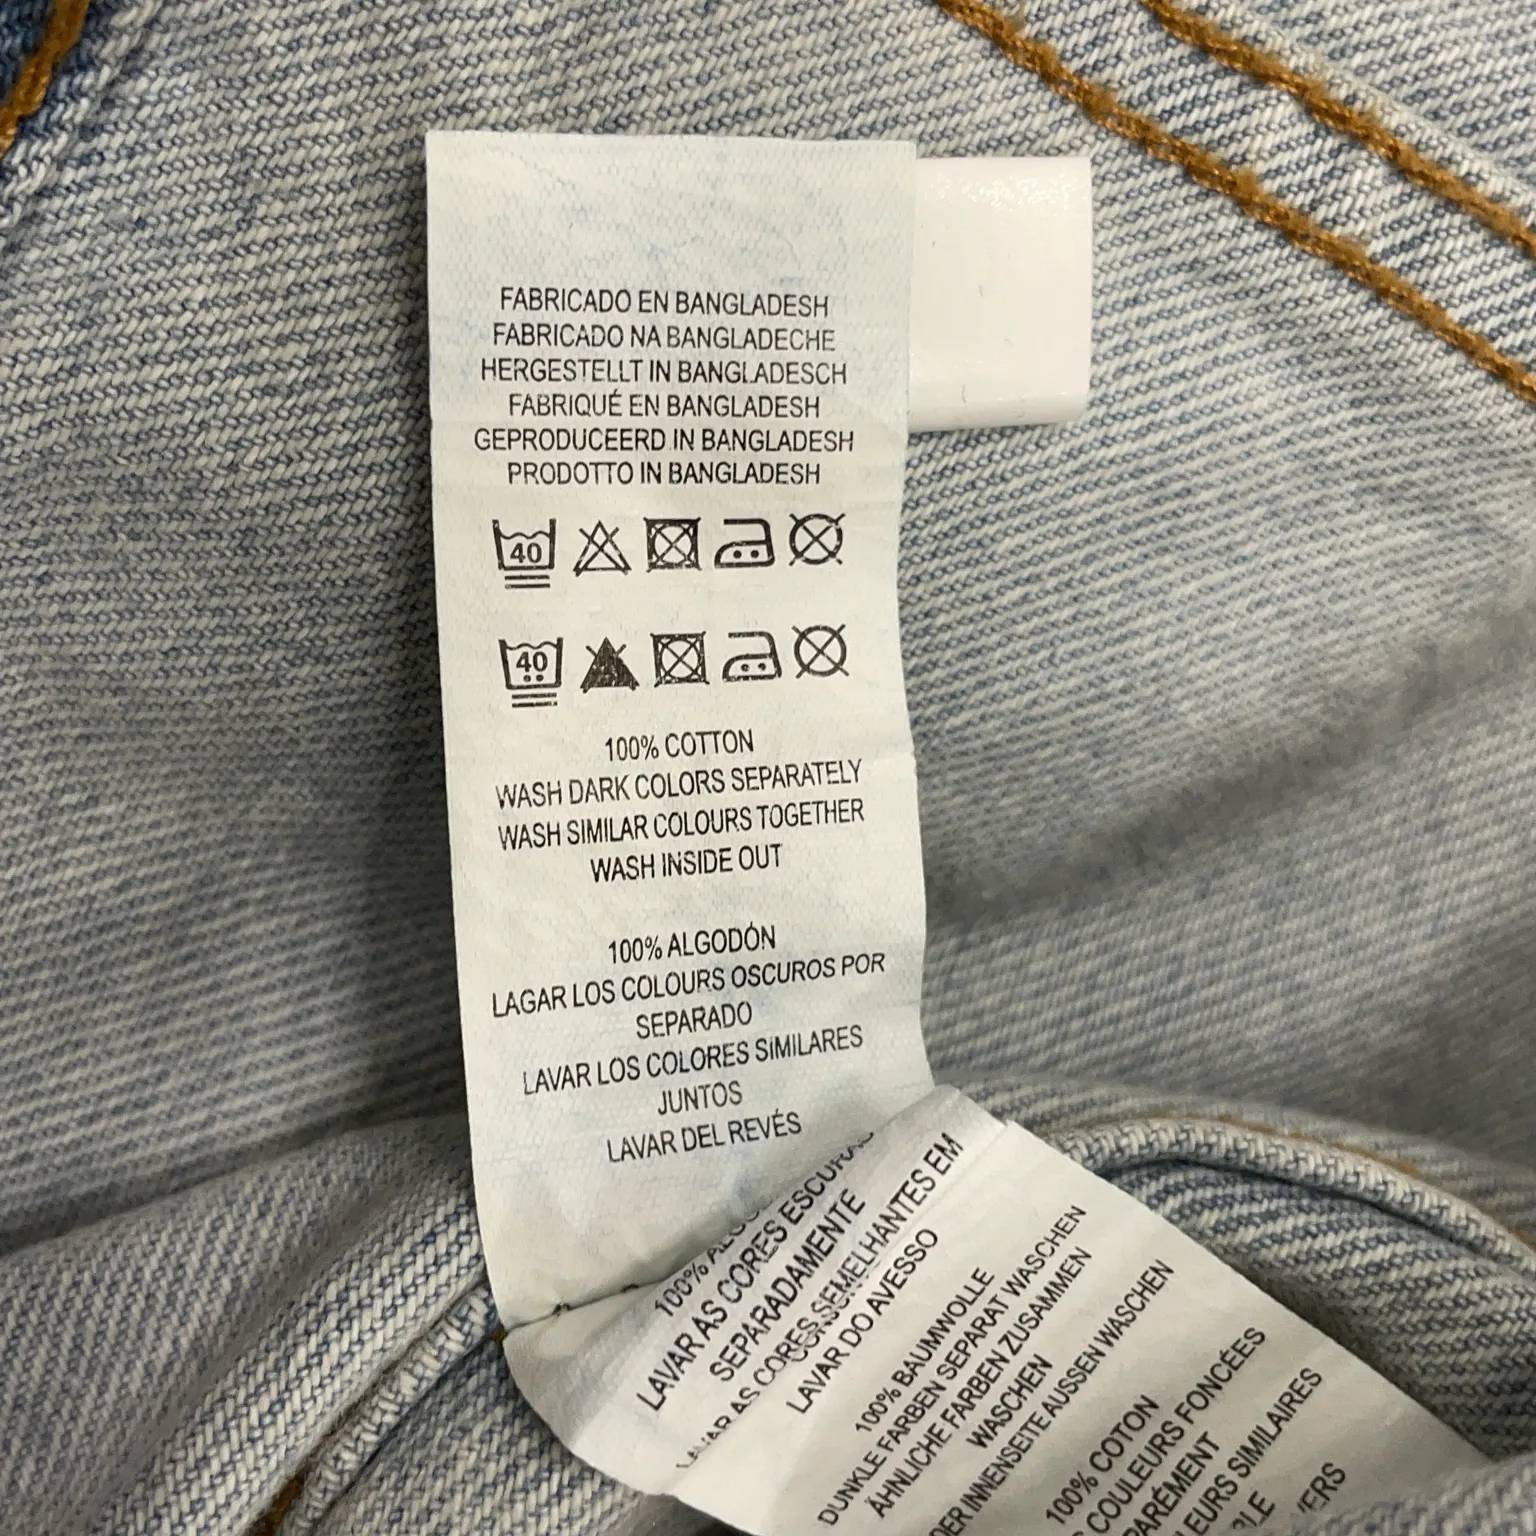 FABRICADO EN BANGLADESH
FABRICADO NA BANGLADECHE
HERGESTELLT IN BANGLADESCH
FABRIQUÉ EN BANGLADESH
GEPRODUCEERD IN BANGLADESH
PRODOTTO IN BANGLADESH
40
40
100% COTTON
WASH DARK COLORS SEPARATELY
WASH SIMILAR COLOURS TOGETHER
WASH INSIDE OUT
100% ALGODÓN
LAGAR LOS COLOURS OSCUROS POR
SEPARADO
LAVAR LOS COLORES SIMILARES
JUNTOS
LAVAR DEL REVÉS
100%
LAVAR AS CORES ESCURAS
SEPARADAMENTE
LAVAR AS CORES SEMELHANTES EM
LAVAR DO AVESSO
100% BAUMWOLLE
DUNKLE FARBEN SEPARAT WASCHEN
ÄHNLICHE FARBEN ZUSAMMEN
WASCHEN
DER INNENSEITE AUSSEN WASCHEN
100% COTON
COULEURS FONCÉES
PARÉMENT
LEURS SIMILAIRES